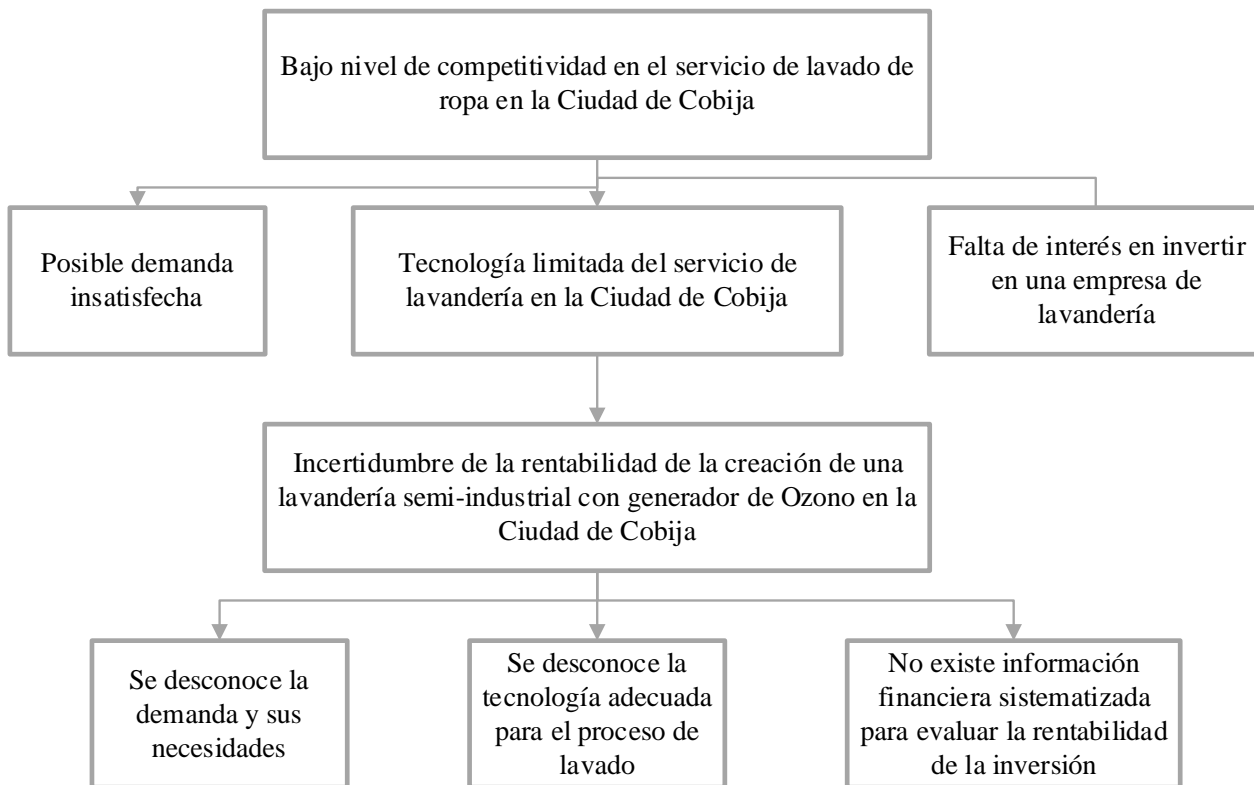 Bajo nivel de competitividad en el servicio de lavado de
ropa en la Ciudad de Cobija
Posible demanda
insatisfecha
Tecnología limitada del servicio de
lavandería en la Ciudad de Cobija
Falta de interés en invertir
en una empresa de
lavandería
Incertidumbre de la rentabilidad de la creación de una
lavandería semi-industrial con generador de Ozono en la
Ciudad de Cobija
Se desconoce la
demanda y sus
necesidades
Se desconoce la
tecnología adecuada
para el proceso de
lavado
No existe información
financiera sistematizada
para evaluar la rentabilidad
de la inversión